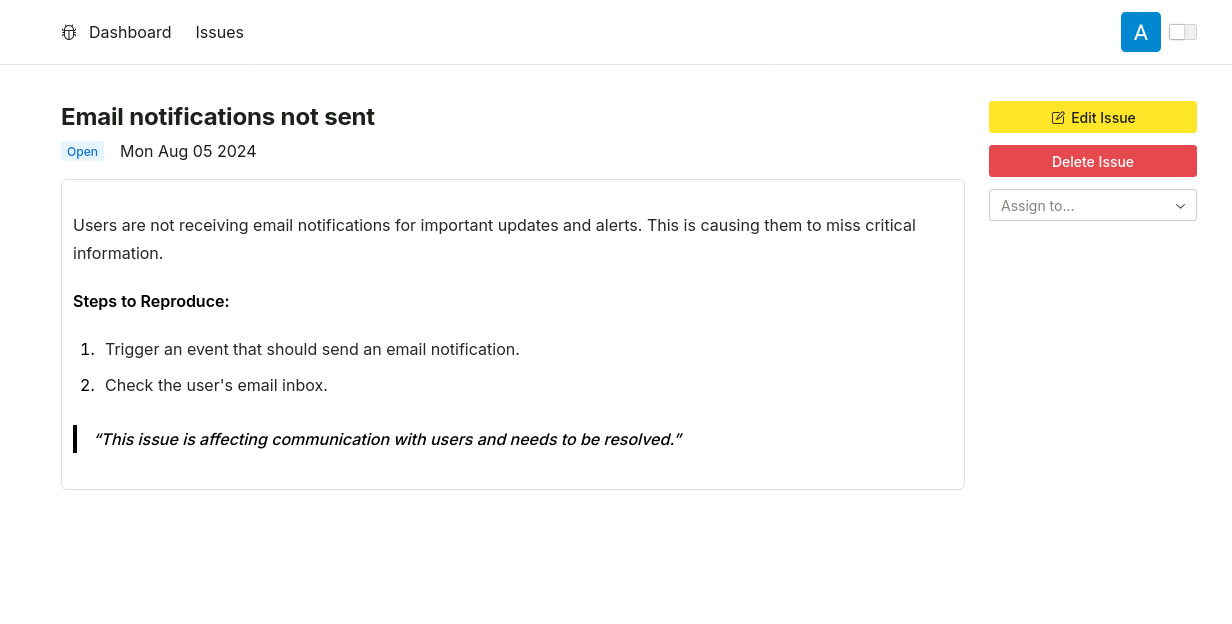 Dashboard Issues A
Email notifications not sent
Edit Issue
Open Mon Aug 05 2024
Delete Issue
Assign to...
Users are not receiving email notifications for important updates and alerts. This is causing them to miss critical
information.
Steps to Reproduce:
1. Trigger an event that should send an email notification.
2. Check the user's email inbox.
“This issue is affecting communication with users and needs to be resolved.”